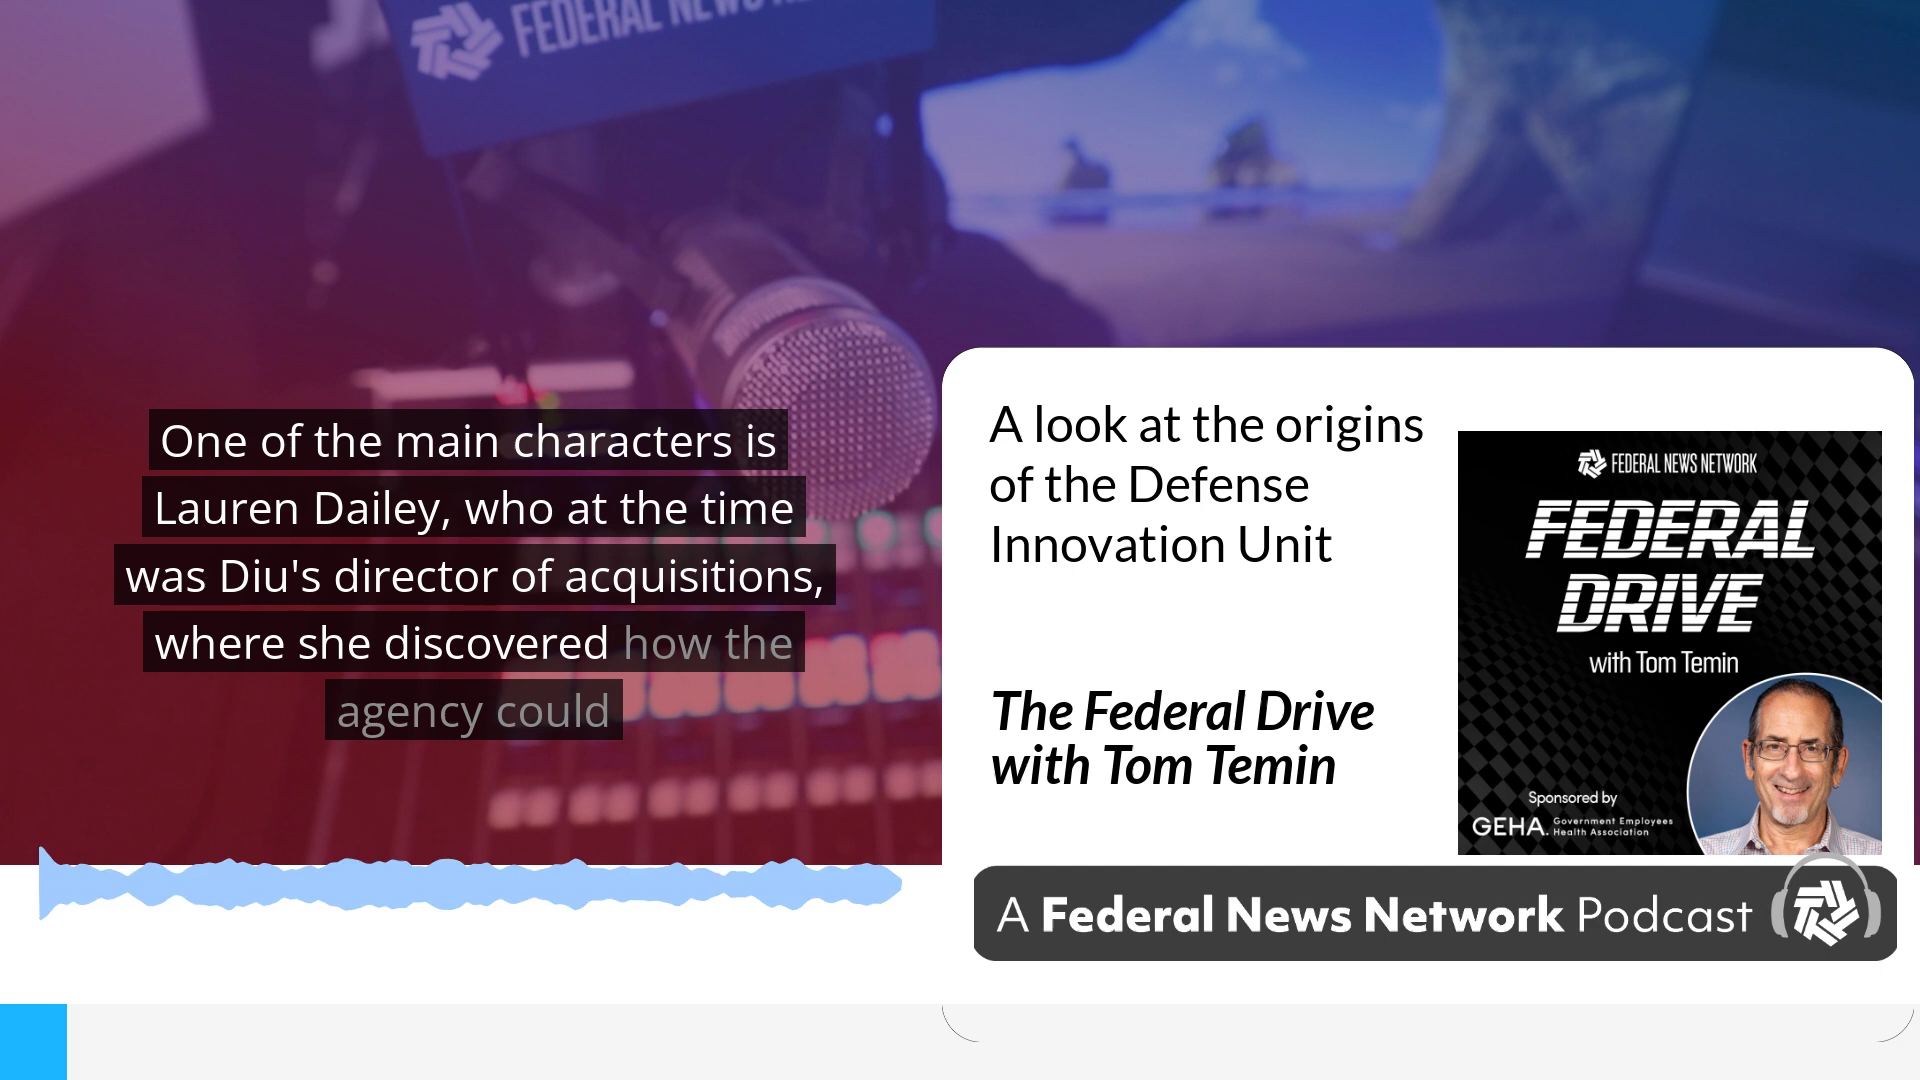 FEDERAL NEWS
One of the main characters is
Lauren Dailey, who at the time
was Diu's director of acquisitions,
where she discovered how the
agency could
A look at the origins
of the Defense
Innovation Unit
The Federal Drive
with Tom Temin
FEDERAL NEWS NETWORK
FEDERAL
DRIVE
with Tom Temin
Sponsored by
GEHA. Government Employees
Health Association
A Federal News Network Podcast